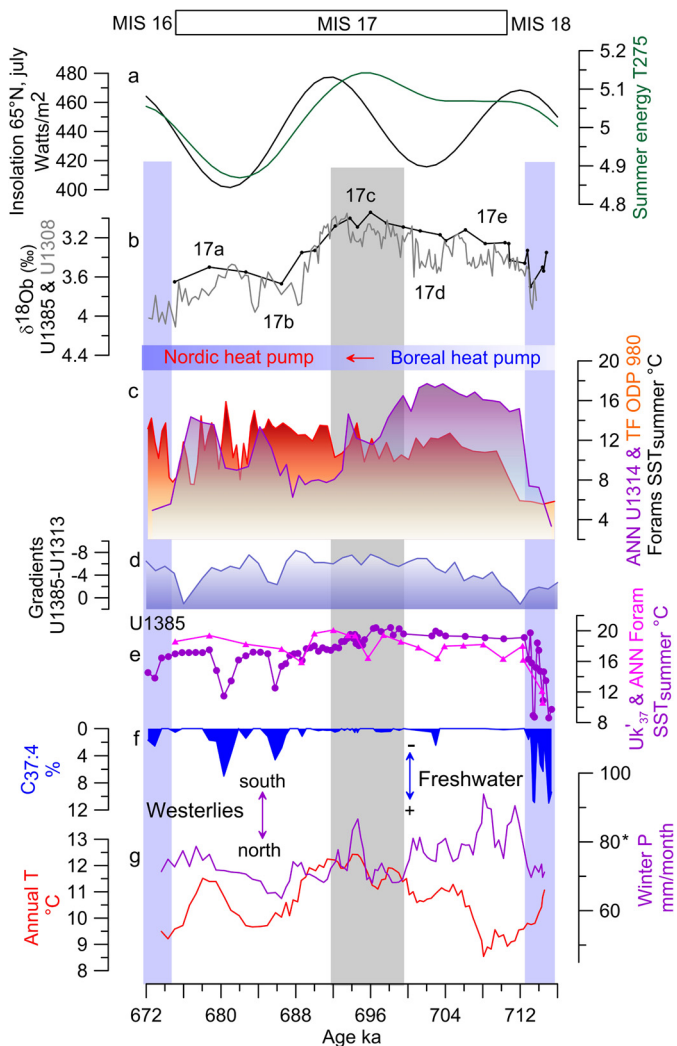 MIS 16 MIS 17 MIS 18
a
Insolation 65°N, july
Watts/m2
480
460
440
420
400
5.2
5.1
5
4.9
4.8
Summer energy T275
b
δ18Ob (‰)
U1385 & U1308
3.2
3.6
4
4.4
17a
17b
17c
17d
17e
Nordic heat pump ← Boreal heat pump
c
20
16
12
8
4
ANN U1314 & TF ODP 980
Forams SSTsummer °C
d
Gradients
U1385-U1313
-8
-4
0
U1385
e
20
16
12
8
Uk'37 & ANN Foram
SSTsummer °C
f
C37:4
%
0
2
4
6
8
12
- Freshwater +
south
Westerlies
north
g
Annual T
°C
13
12
11
10
9
8
100
80*
60
Winter P
mm/month
672 680 688 696 704 712
Age ka